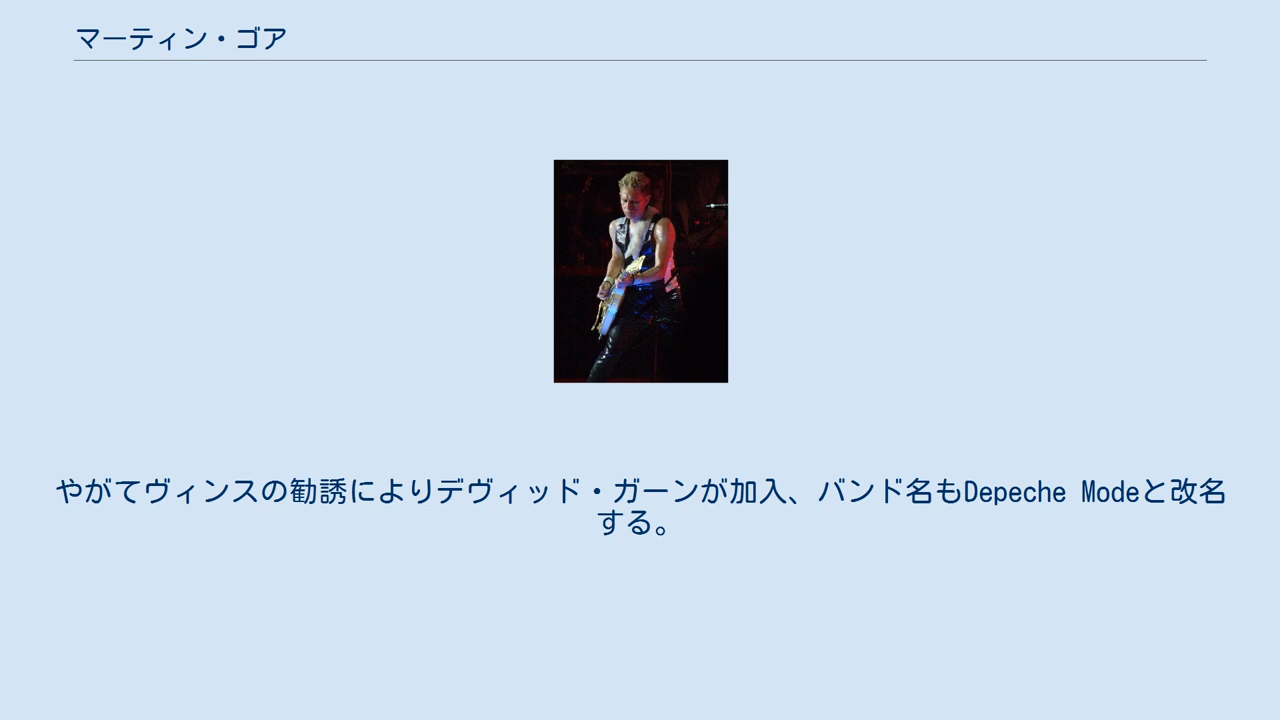 マーティン・ゴア
やがてヴィンスの勧誘によりデヴィッド・ガーンが加入、バンド名もDepeche Modeと改名
する。